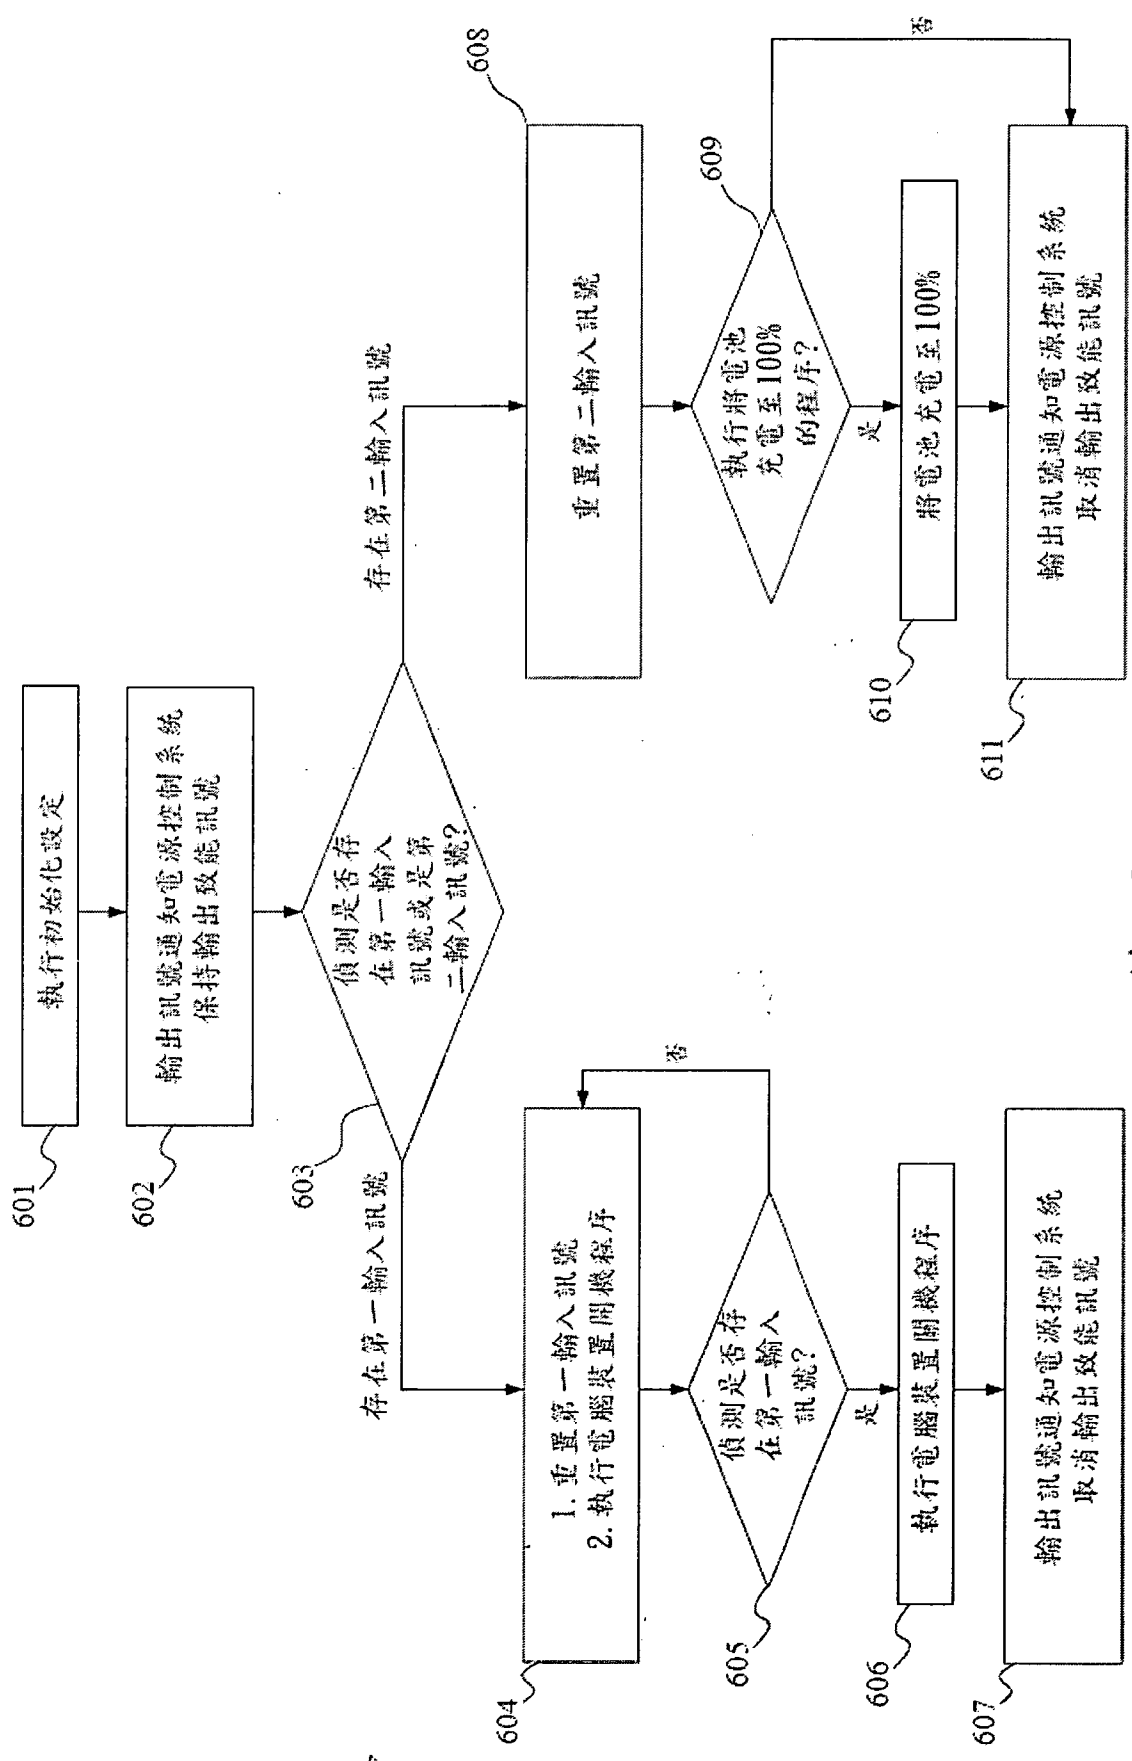 601
執行初始化設定
602
輸出訊號通知電源控制系統
保持輸出致能訊號
603
偵測是否存
在第一輸入
訊號或是第
二輸入訊號?
存在第一輸入訊號
存在第二輸入訊號
604
1. 重置第一輸入訊號
2. 執行電腦裝置開機程序
605
偵測是否存
在第一輸入
訊號?
否
是
606
執行電腦裝置關機程序
607
輸出訊號通知電源控制系統
取消輸出致能訊號
608
重置第二輸入訊號
609
執行將電池
充電至100%
的程序?
否
是
610
將電池充電至100%
611
輸出訊號通知電源控制系統
取消輸出致能訊號